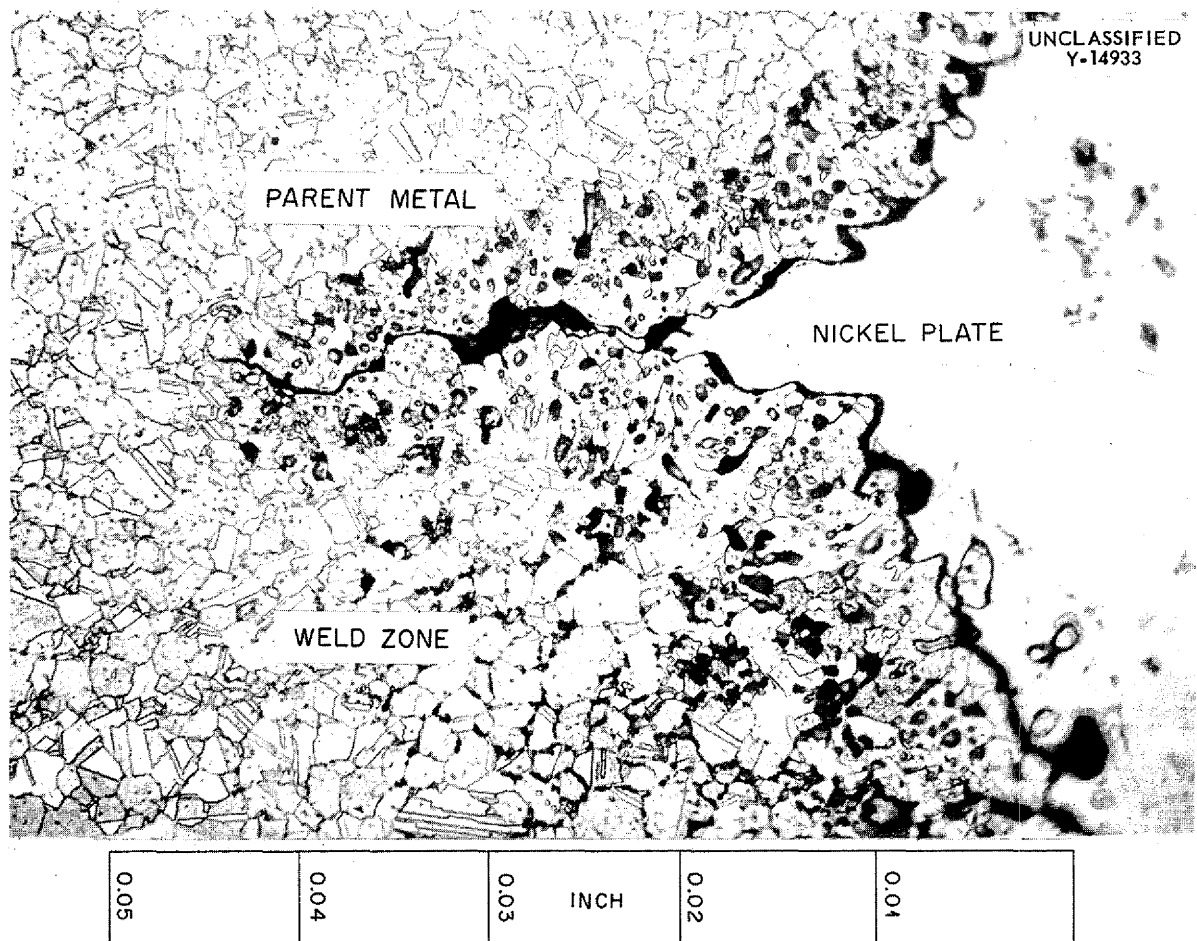 UNCLASSIFIED
Y-14933
PARENT METAL
NICKEL PLATE
WELD ZONE
0.05
0.04
0.03
INCH
0.02
0.01